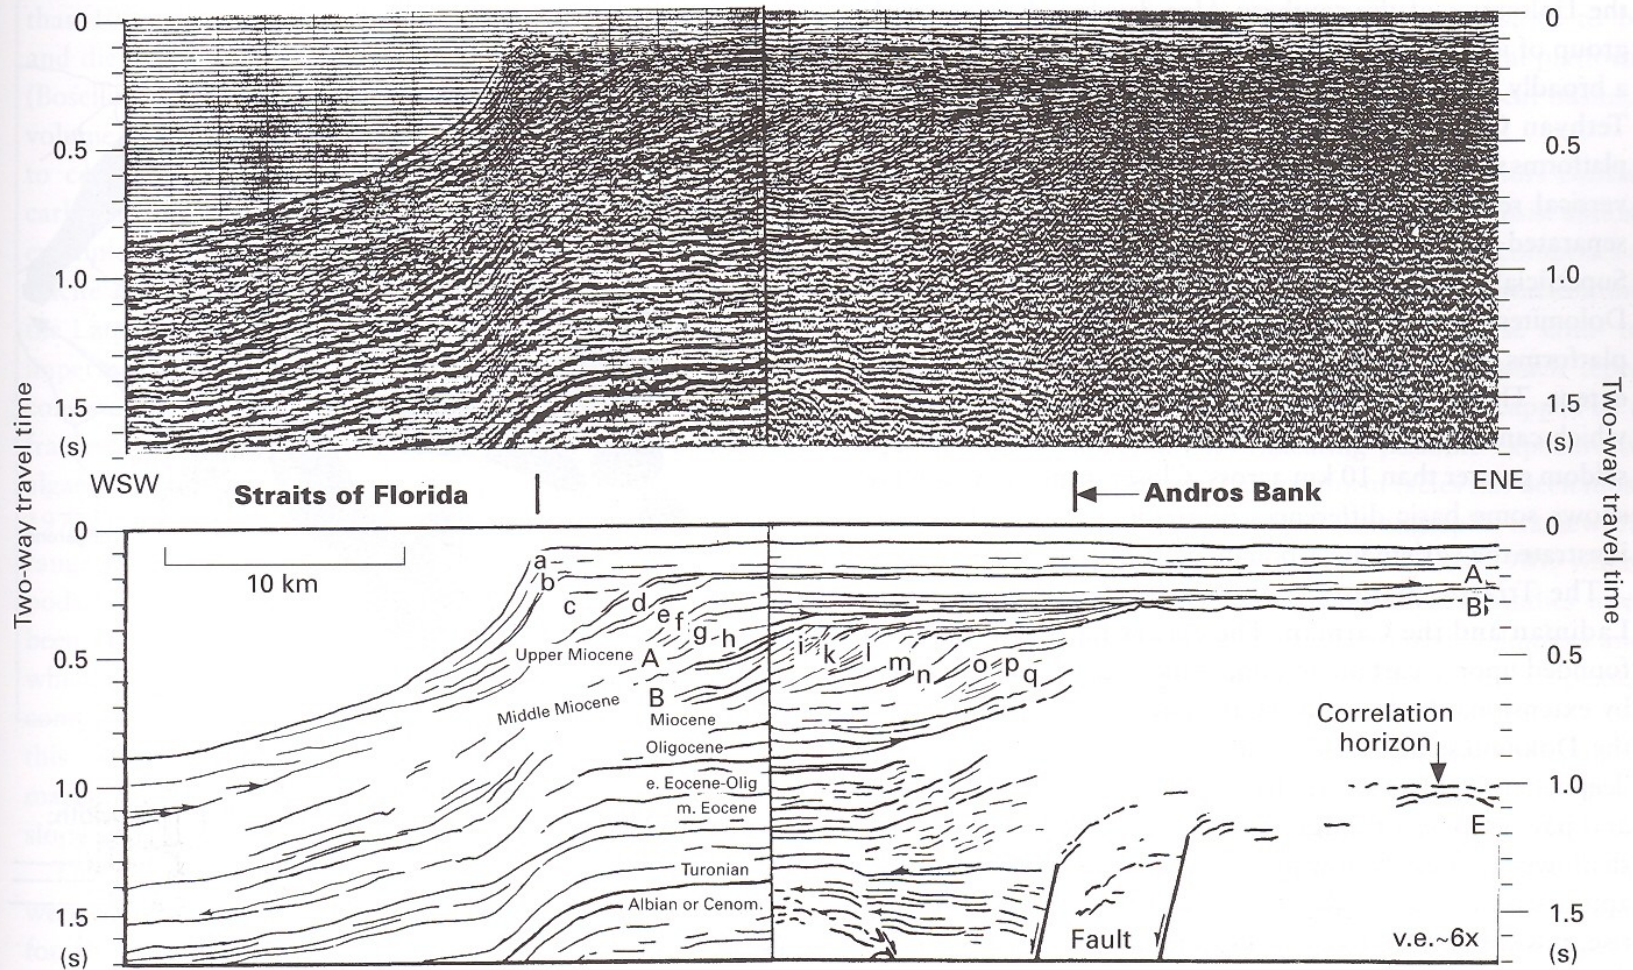 0
0.5
1.0
1.5
(s)
0
0.5
1.0
1.5
(s)
Two-way travel time
Two-way travel time
WSW
Straits of Florida
Andros Bank
ENE
0
0.5
1.0
1.5
(s)
0
0.5
1.0
1.5
(s)
10 km
a
b
c
d
e
f
g
h
i
k
l
m
n
o
p
q
A
B
Upper Miocene A
Middle Miocene
B
Miocene
Oligocene
e. Eocene-Olig
m. Eocene
Turonian
Albian or Cenom.
Correlation
horizon
E
Fault
v.e.~6x